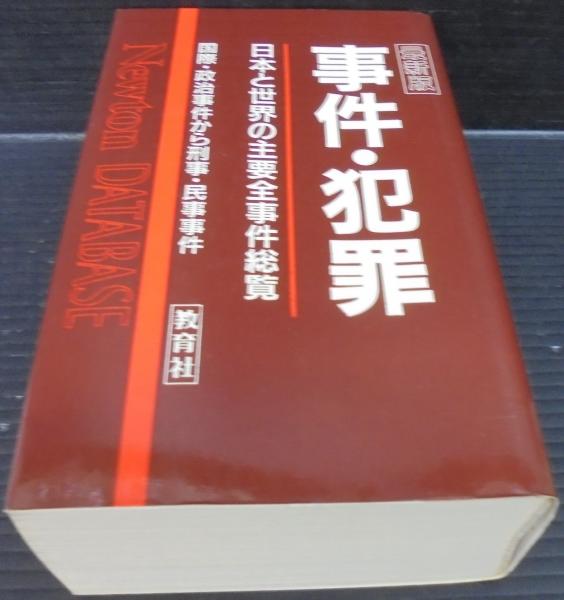 最新版
事件・犯罪
日本と世界の主要全事件総覧
国際・政治事件から刑事・民事事件
教育社
Newton DATABASE